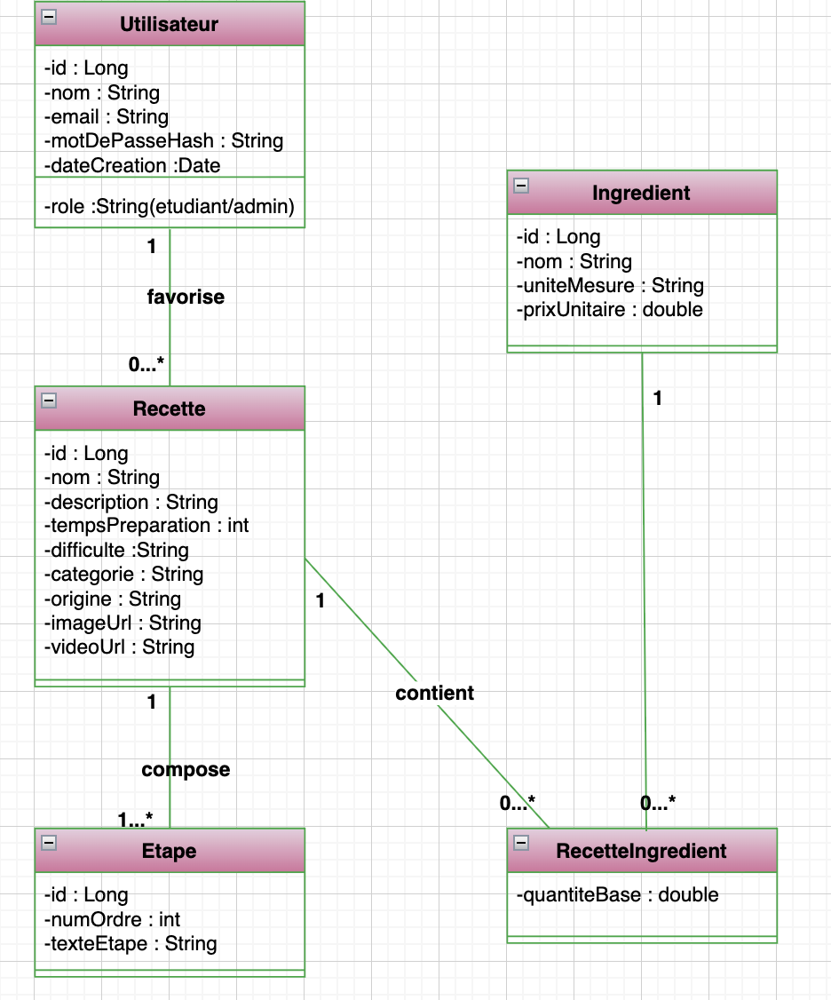 Utilisateur
-id : Long
-nom : String
-email : String
-motDePasseHash : String
-dateCreation :Date
-role :String(etudiant/admin)
1
favorise
0...*
Recette
-id : Long
-nom : String
-description : String
-tempsPreparation : int
-difficulte :String
-categorie : String
-origine : String
-imageUrl : String
-videoUrl : String
1
compose
1...*
Etape
-id : Long
-numOrdre : int
-texteEtape : String
Ingredient
-id : Long
-nom : String
-uniteMesure : String
-prixUnitaire : double
1
1
contient
0...*
0...*
RecetteIngredient
-quantiteBase : double